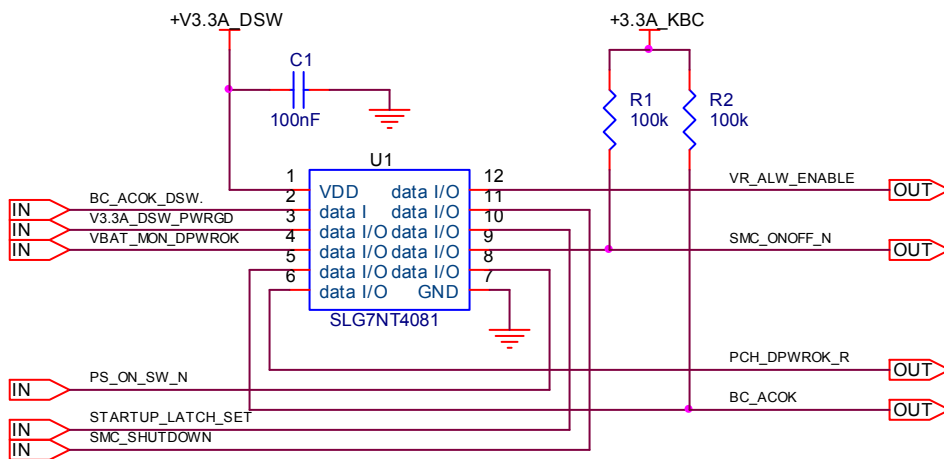 +V3.3A_DSW
+3.3A_KBC
C1
100nF
R1
100k
R2
100k
U1
1
2
3
4
5
6
12
11
10
9
8
7
VDD data I/O
data I data I/O
data I/O data I/O
data I/O data I/O
data I/O data I/O
data I/O GND
SLG7NT4081
IN BC_ACOK_DSW.
IN V3.3A_DSW_PWRGD
IN VBAT_MON_DPWROK
IN PS_ON_SW_N
IN STARTUP_LATCH_SET
IN SMC_SHUTDOWN
VR_ALW_ENABLE OUT
SMC_ONOFF_N OUT
PCH_DPWROK_R OUT
BC_ACOK OUT